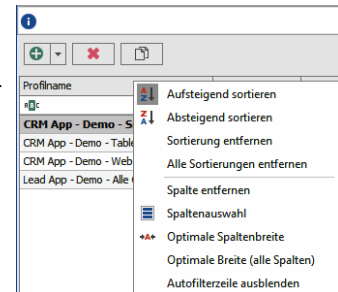 Profilname
CRM App - Demo - S
CRM App - Demo - Table
CRM App - Demo - Web
Lead App - Demo - Alle
Aufsteigend sortieren
Absteigend sortieren
Sortierung entfernen
Alle Sortierungen entfernen
Spalte entfernen
Spaltenauswahl
Optimale Spaltenbreite
Optimale Breite (alle Spalten)
Autofilterzeile ausblenden